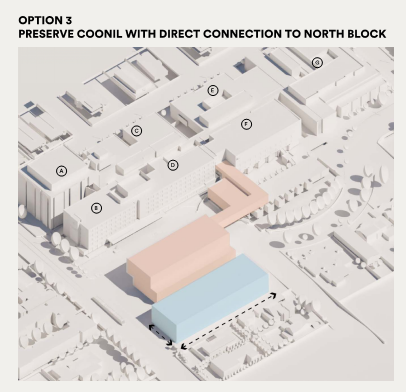 OPTION 3
PRESERVE COONIL WITH DIRECT CONNECTION TO NORTH BLOCK
G
E
F
C
D
A
B